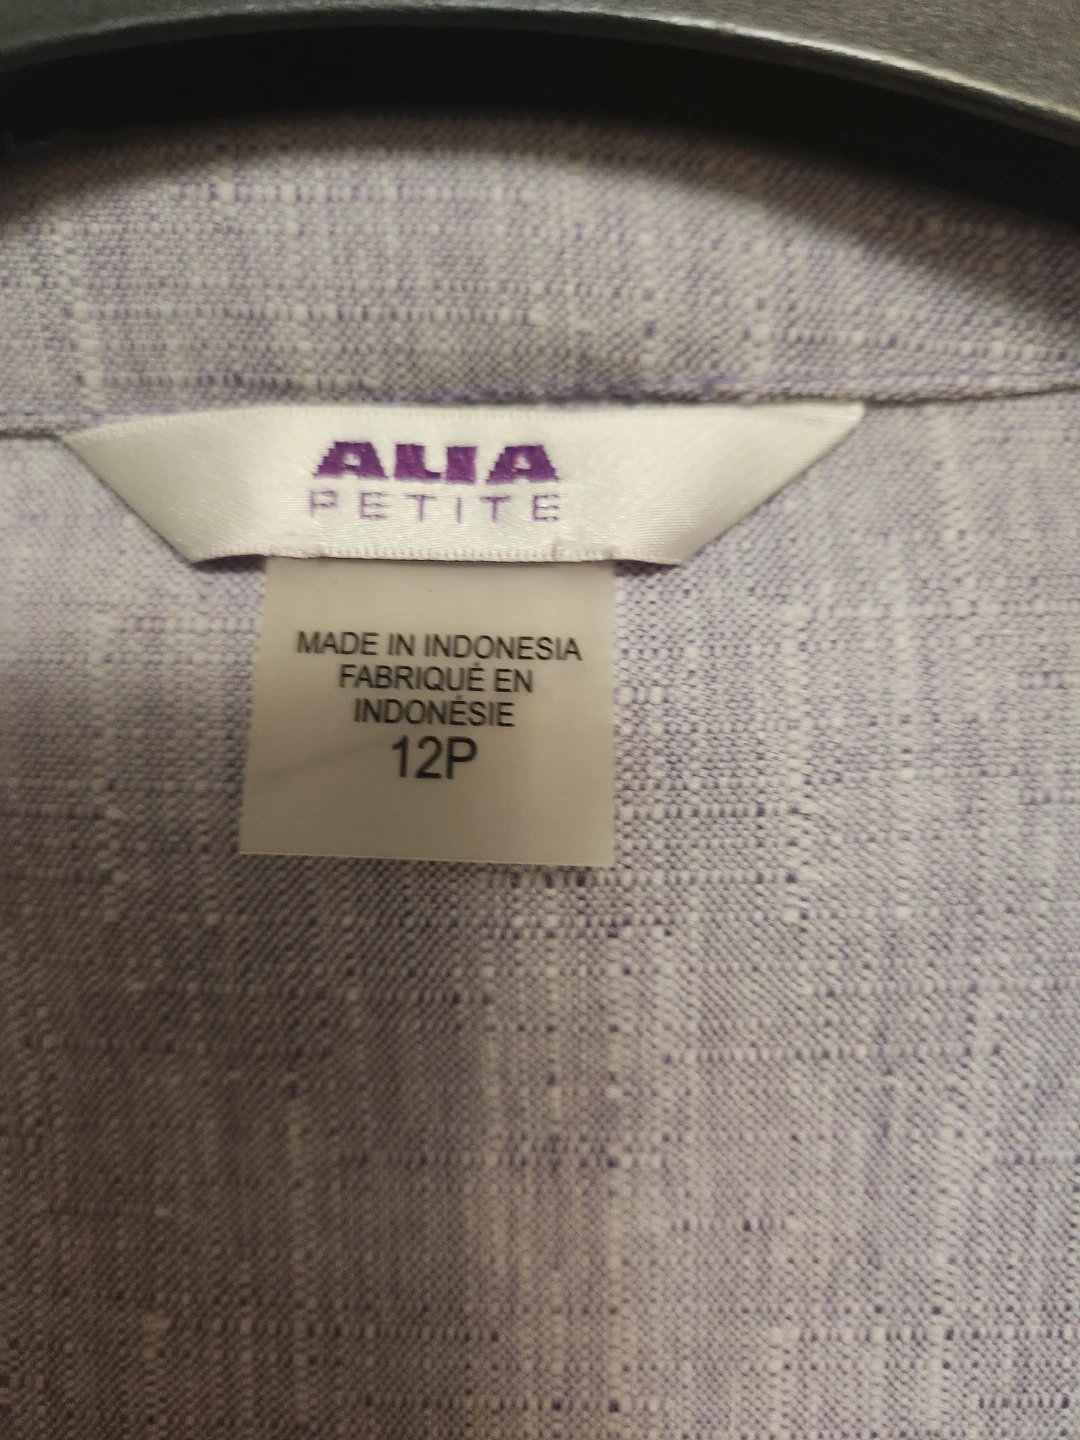 ALIA
PETITE
MADE IN INDONESIA
FABRIQUÉ EN
INDONÉSIE
12P